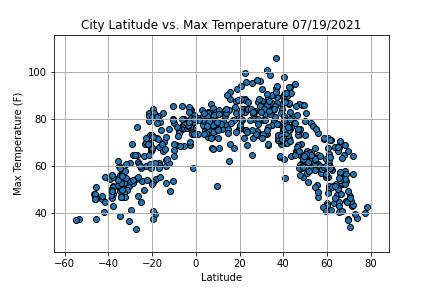 City Latitude vs. Max Temperature 07/19/2021
Max Temperature (F)
100
80
60
40
−60 −40 −20 0 20 40 60 80
Latitude